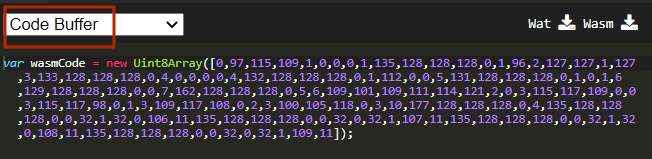 Code Buffer
Wat
Wasm
var wasmCode = new Uint8Array([0,97,115,109,1,0,0,0,1,135,128,128,128,0,1,96,2,127,127,1,127
,3,133,128,128,128,0,4,0,0,0,0,4,132,128,128,128,0,1,112,0,0,5,131,128,128,128,0,1,0,1,6
,129,128,128,128,0,0,7,162,128,128,128,0,5,6,109,101,109,111,114,121,2,0,3,115,117,109,0,0
,3,115,117,98,0,1,3,109,117,108,0,2,3,100,105,118,0,3,10,177,128,128,128,0,4,135,128,128
,128,0,0,32,1,32,0,106,11,135,128,128,128,0,0,32,0,32,1,107,11,135,128,128,128,0,0,32,1,32
,0,108,11,135,128,128,128,0,0,32,0,32,1,109,11]);